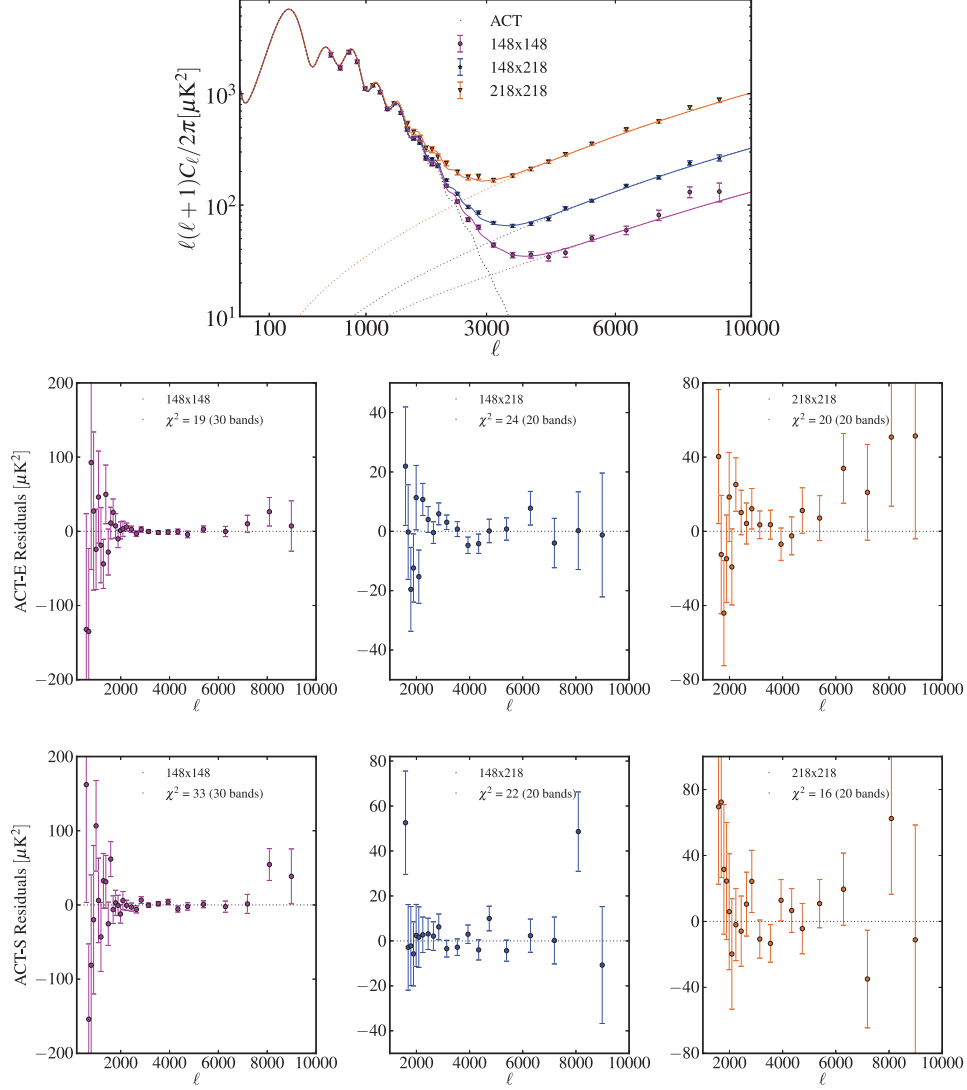 ACT
148x148
148x218
218x218
ℓ(ℓ + 1)Cℓ/2π[μK²]
10³
10²
10¹
100
1000
3000
6000
10000
ℓ
200
100
0
−100
−200
148x148
χ² = 19 (30 bands)
ACT-E Residuals [μK²]
2000
4000
6000
8000
10000
ℓ
40
20
0
−20
−40
148x218
χ² = 24 (20 bands)
2000
4000
6000
8000
10000
ℓ
80
40
0
−40
−80
218x218
χ² = 20 (20 bands)
2000
4000
6000
8000
10000
ℓ
200
100
0
−100
−200
148x148
χ² = 33 (30 bands)
ACT-S Residuals [μK²]
2000
4000
6000
8000
10000
ℓ
80
60
40
20
0
−20
−40
148x218
χ² = 22 (20 bands)
2000
4000
6000
8000
10000
ℓ
80
40
0
−40
−80
218x218
χ² = 16 (20 bands)
2000
4000
6000
8000
10000
ℓ